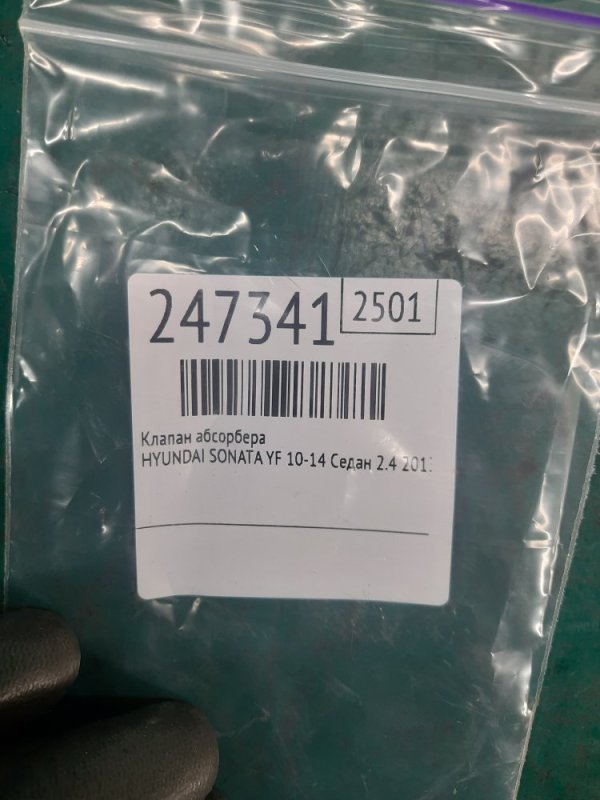 247341 2501
Клапан абсорбера
HYUNDAI SONATA YF 10-14 Седан 2.4